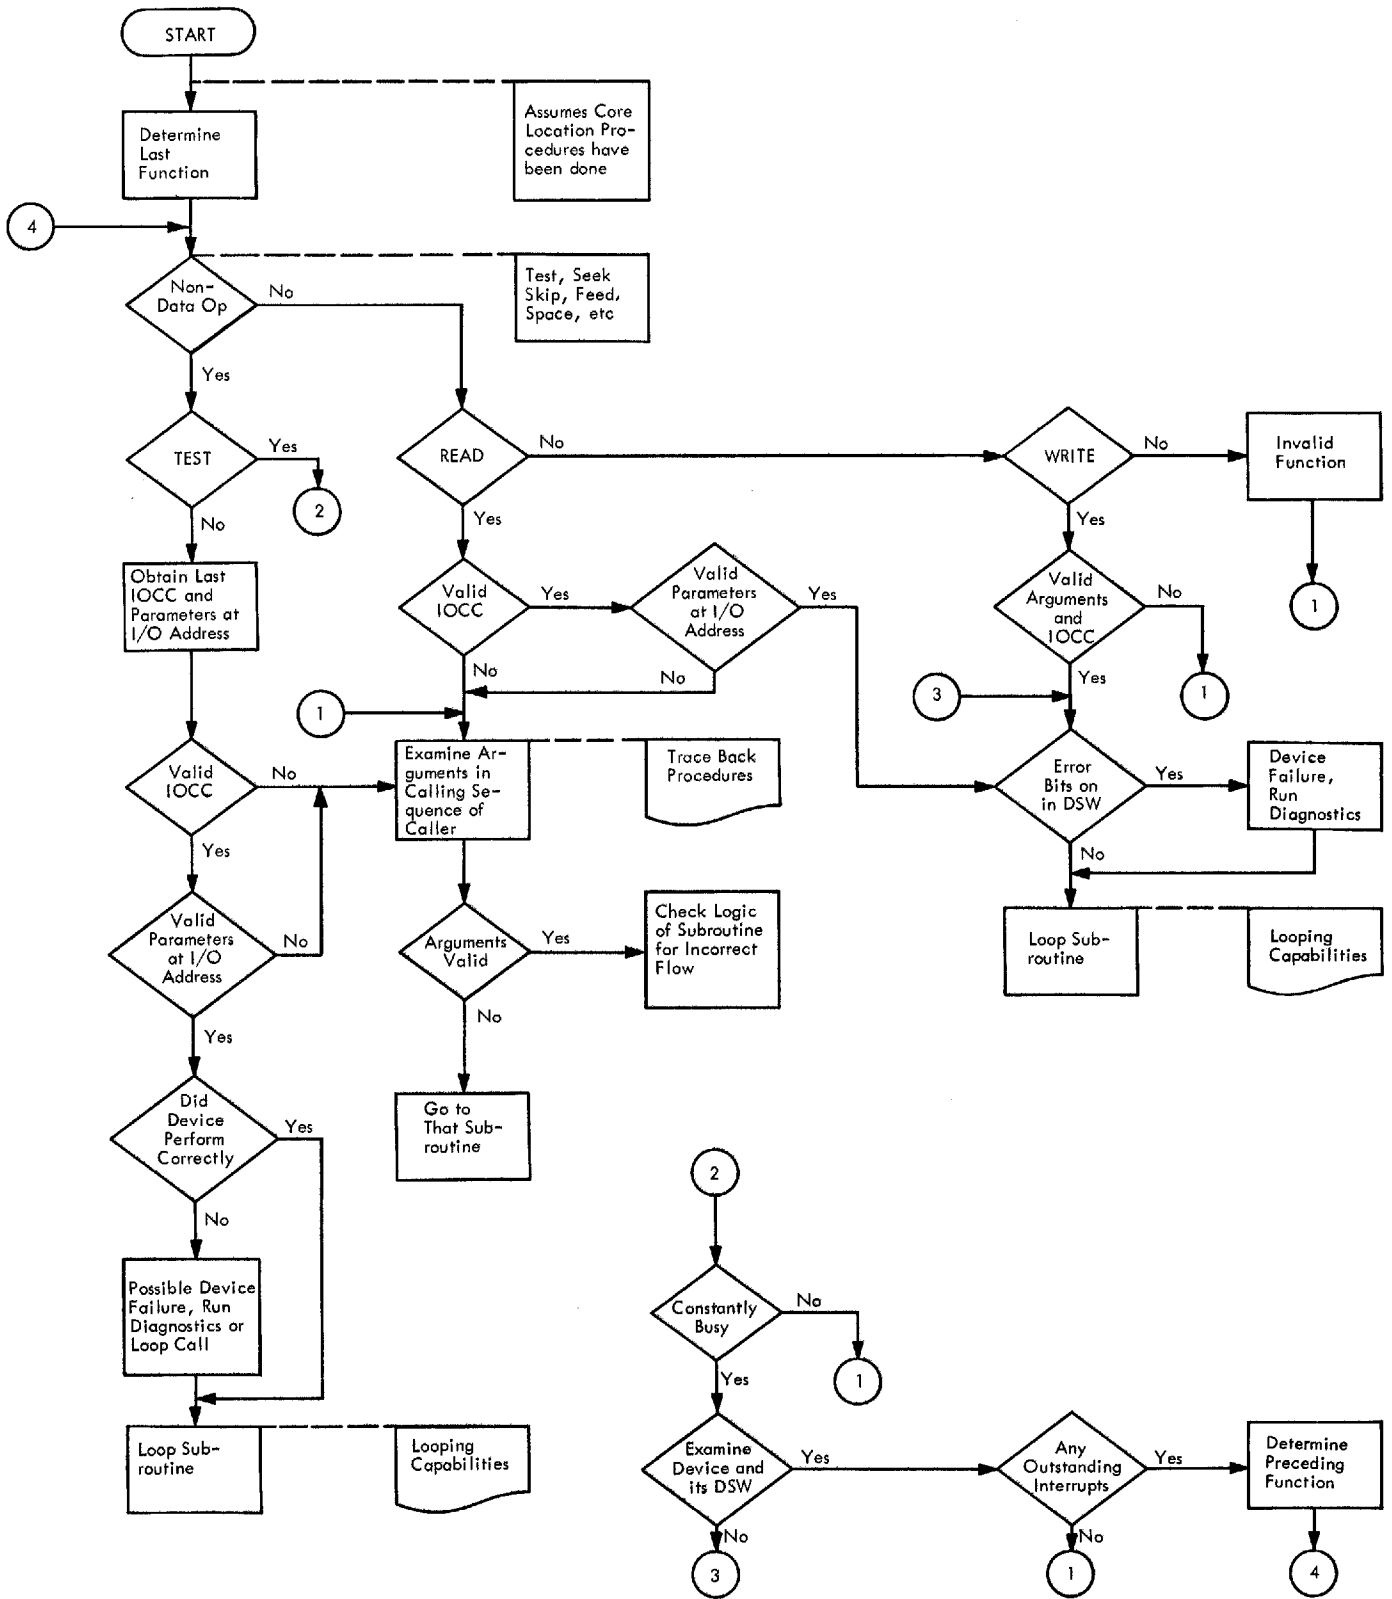 START
Assumes Core
Location Pro-
cedures have
been done
Determine
Last
Function
4
Non-
Data Op
No
Test, Seek
Skip, Feed,
Space, etc
Yes
TEST
Yes
2
No
READ
No
WRITE
No
Invalid
Function
1
Yes
Yes
Obtain Last
IOCC and
Parameters at
I/O Address
Valid
IOCC
Yes
Valid
Parameters
at I/O
Address
Yes
No
No
Valid
Arguments
and
IOCC
No
1
Yes
3
1
Valid
IOCC
No
Examine Ar-
guments in
Calling Se-
quence of
Caller
Trace Back
Procedures
Error
Bits on
in DSW
Yes
Device
Failure,
Run
Diagnostics
No
Yes
Valid
Parameters
at I/O
Address
No
Arguments
Valid
Yes
Check Logic
of Subroutine
for Incorrect
Flow
Loop Sub-
routine
Looping
Capabilities
Yes
No
Did
Device
Perform
Correctly
Yes
Go to
That Sub-
routine
No
Possible Device
Failure, Run
Diagnostics or
Loop Call
Loop Sub-
routine
Looping
Capabilities
2
Constantly
Busy
No
1
Yes
Examine
Device and
its DSW
Yes
Any
Outstanding
Interrupts
Yes
Determine
Preceding
Function
No
No
3
1
4